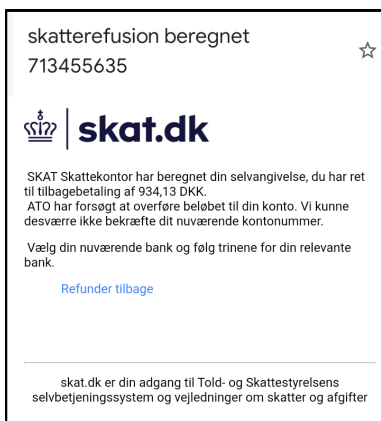 skatterefusion beregnet
713455635
skat.dk
SKAT Skattekontor har beregnet din selvangivelse, du har ret
til tilbagebetaling af 934,13 DKK.
ATO har forsøgt at overføre beløbet til din konto. Vi kunne
desværre ikke bekræfte dit nuværende kontonummer.
Vælg din nuværende bank og følg trinene for din relevante
bank.
Refunder tilbage
skat.dk er din adgang til Told- og Skattestyrelsens
selvbetjeningssystem og vejledninger om skatter og afgifter